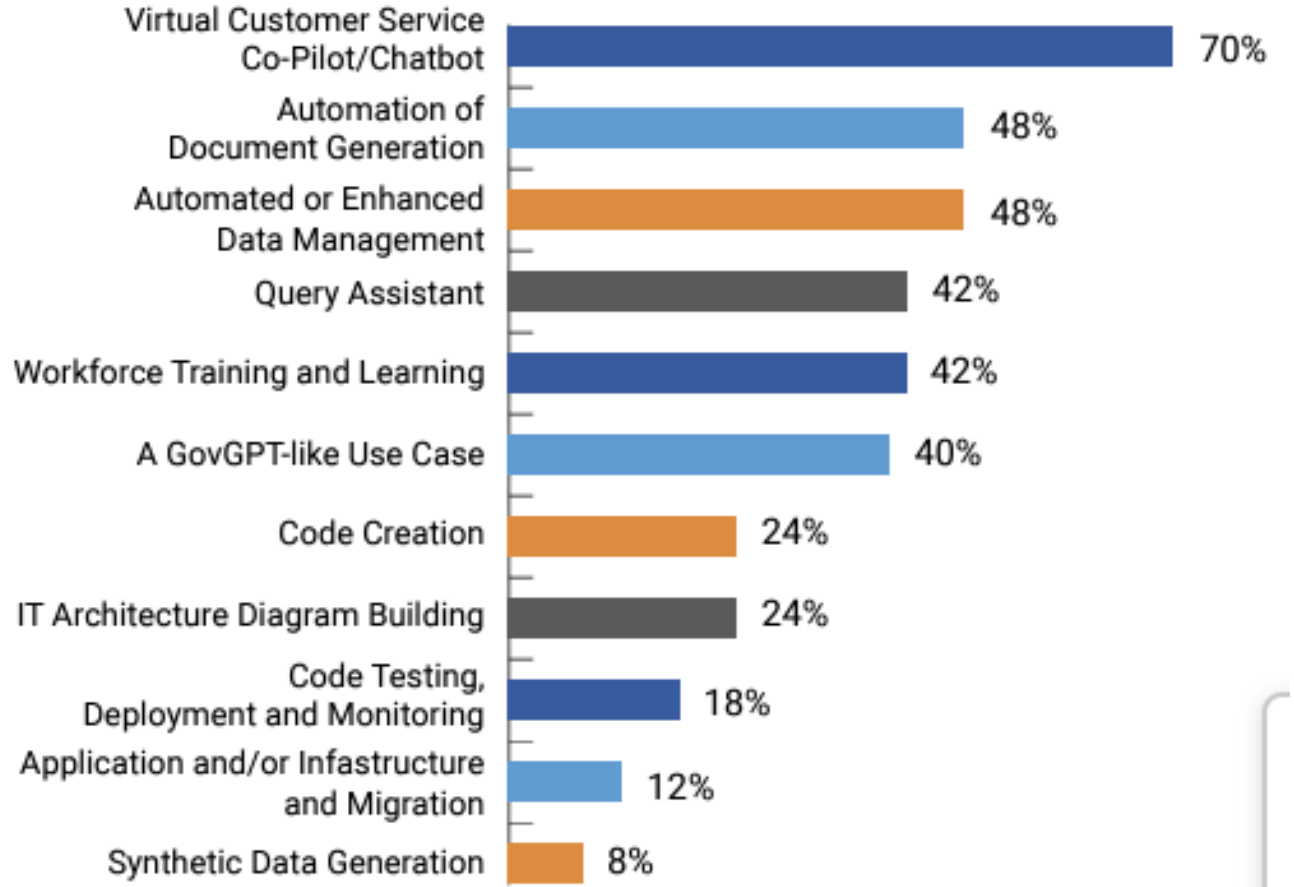 Virtual Customer Service
Co-Pilot/Chatbot
70%
Automation of
Document Generation
48%
Automated or Enhanced
Data Management
48%
Query Assistant
42%
Workforce Training and Learning
42%
A GovGPT-like Use Case
40%
Code Creation
24%
IT Architecture Diagram Building
24%
Code Testing,
Deployment and Monitoring
18%
Application and/or Infastructure
and Migration
12%
Synthetic Data Generation
8%